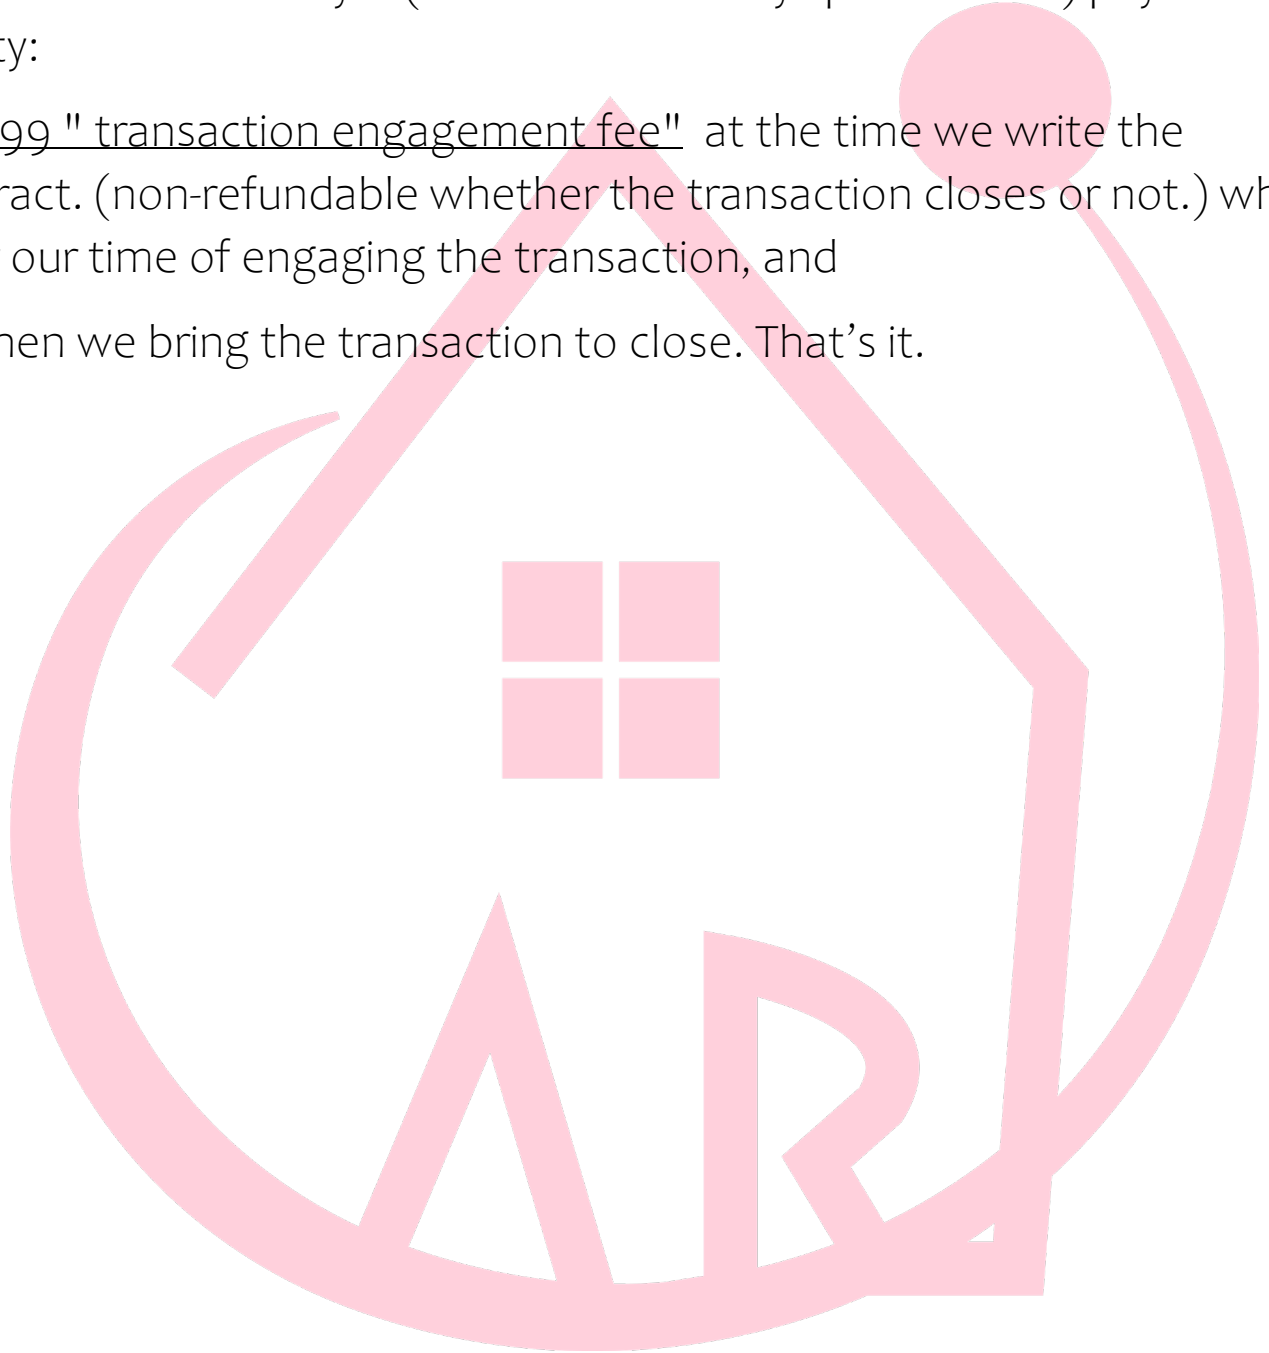 ty:
99 " transaction engagement fee" at the time we write the
ract. (non-refundable whether the transaction closes or not.) wh
our time of engaging the transaction, and
hen we bring the transaction to close. That’s it.
AR